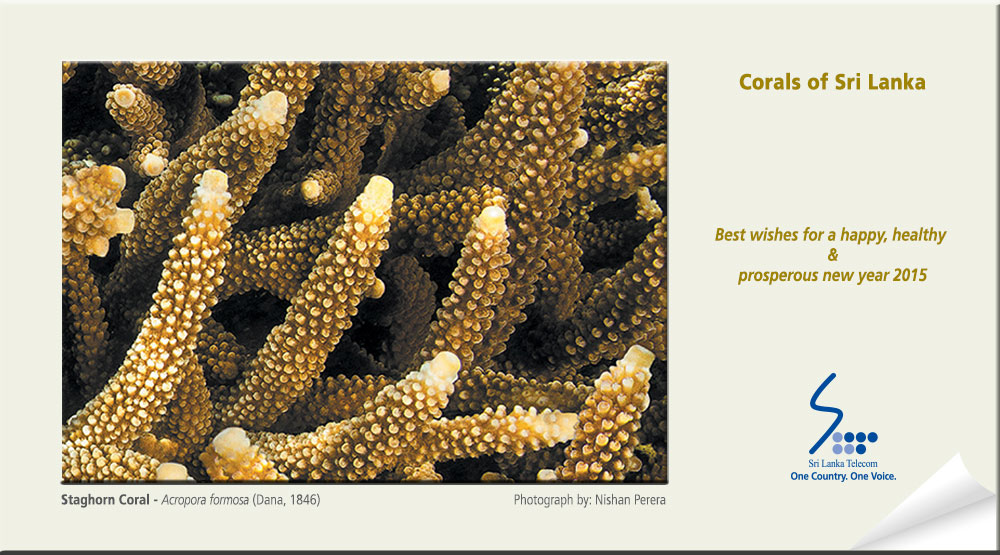 Corals of Sri Lanka
Best wishes for a happy, healthy
&
prosperous new year 2015
Sri Lanka Telecom
One Country. One Voice.
Staghorn Coral - Acropora formosa (Dana, 1846)
Photograph by: Nishan Perera